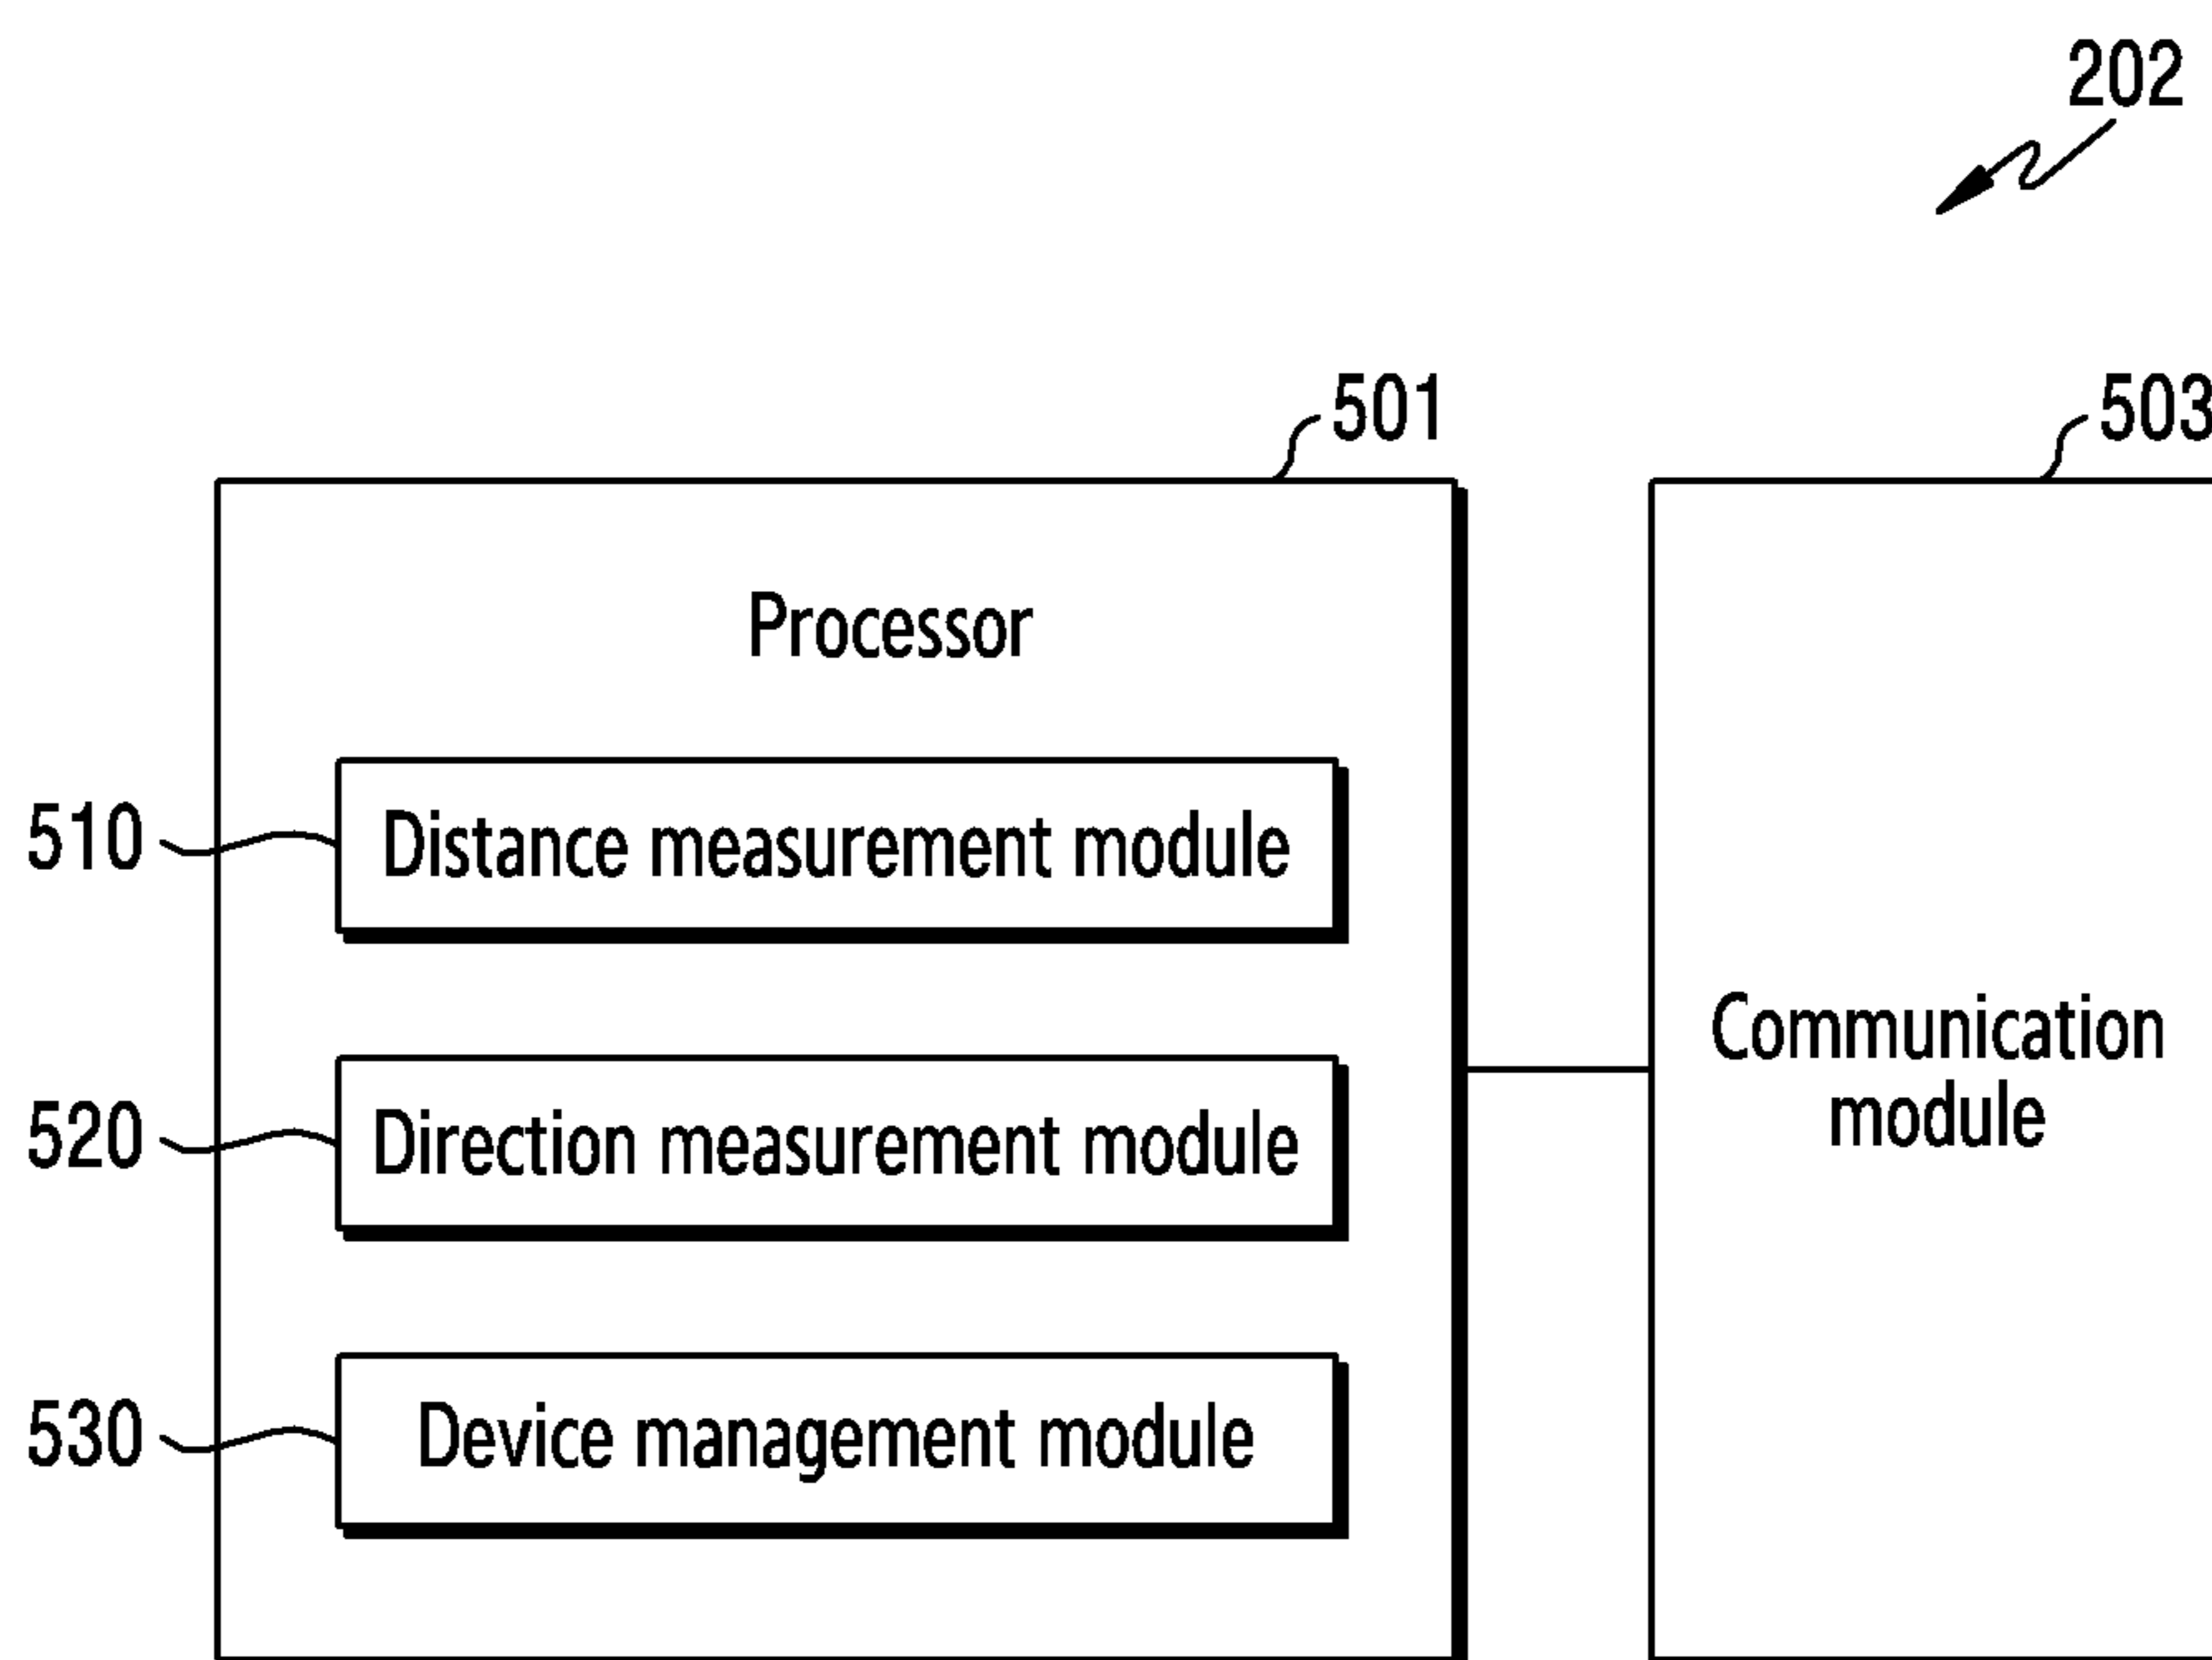 202
501
503
Processor
510
Distance measurement module
Communication
module
520
Direction measurement module
530
Device management module